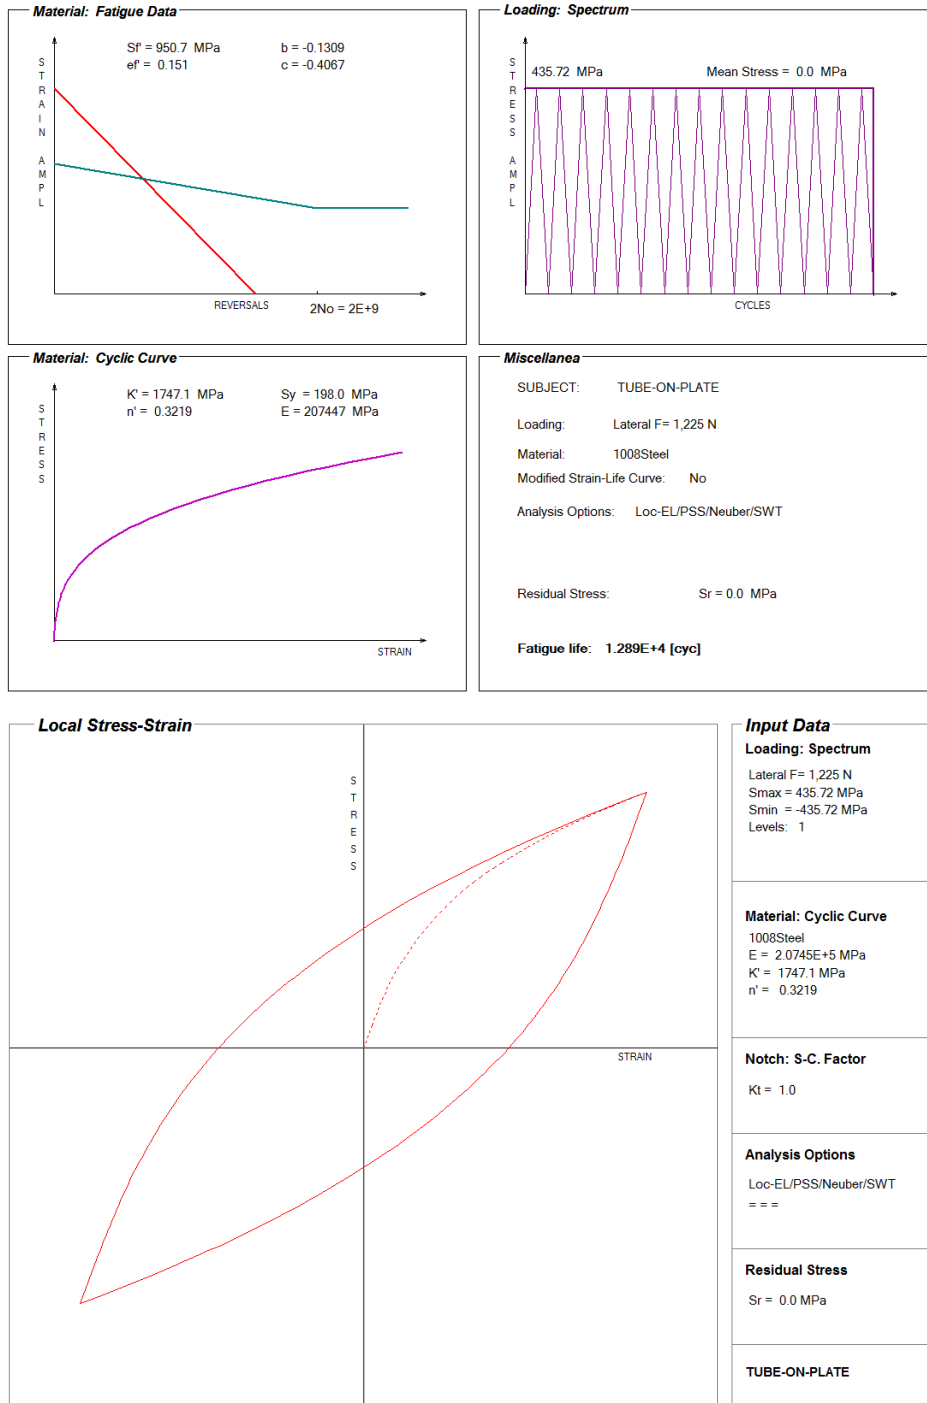 Material: Fatigue Data
Sf' = 950.7 MPa
b = -0.1309
ef' = 0.151
c = -0.4067
STRAIN AMPL
REVERSALS
2No = 2E+9
Loading: Spectrum
435.72 MPa
Mean Stress = 0.0 MPa
STRESS AMPL
CYCLES
Material: Cyclic Curve
K' = 1747.1 MPa
Sy = 198.0 MPa
n' = 0.3219
E = 207447 MPa
STRESS
STRAIN
Miscellanea
SUBJECT: TUBE-ON-PLATE
Loading: Lateral F= 1,225 N
Material: 1008Steel
Modified Strain-Life Curve: No
Analysis Options: Loc-EL/PSS/Neuber/SWT
Residual Stress: Sr = 0.0 MPa
Fatigue life: 1.289E+4 [cyc]
Local Stress-Strain
STRESS
STRAIN
Input Data
Loading: Spectrum
Lateral F= 1,225 N
Smax = 435.72 MPa
Smin = -435.72 MPa
Levels: 1
Material: Cyclic Curve
1008Steel
E = 2.0745E+5 MPa
K' = 1747.1 MPa
n' = 0.3219
Notch: S-C. Factor
Kt = 1.0
Analysis Options
Loc-EL/PSS/Neuber/SWT
= = =
Residual Stress
Sr = 0.0 MPa
TUBE-ON-PLATE